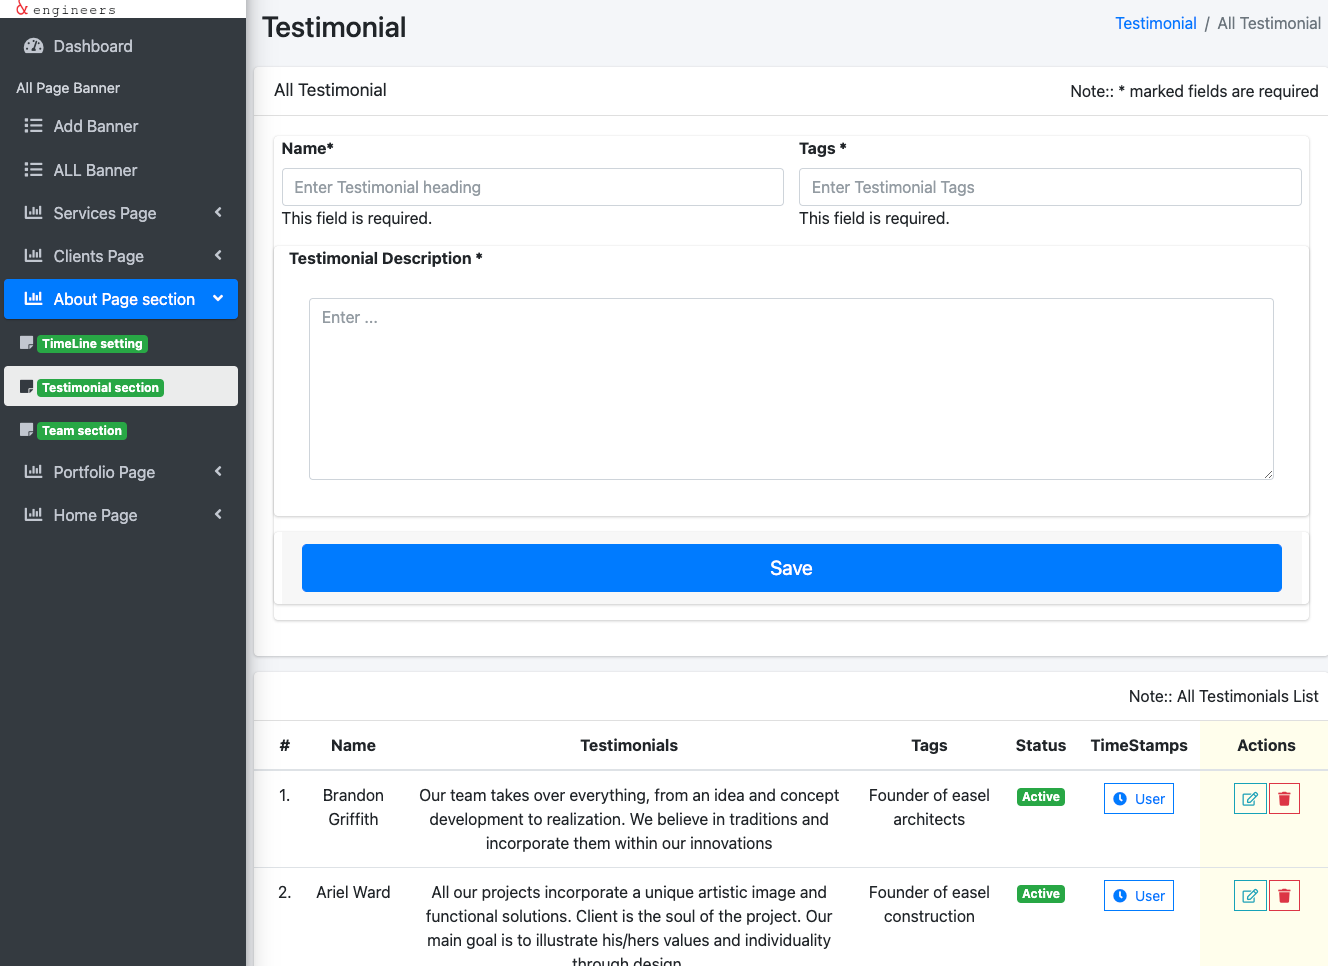 & engineers
Dashboard
All Page Banner
Add Banner
ALL Banner
Services Page
Clients Page
About Page section
TimeLine setting
Testimonial section
Team section
Portfolio Page
Home Page
Testimonial
Testimonial / All Testimonial
All Testimonial
Note:: * marked fields are required
Name*
Tags *
Enter Testimonial heading
Enter Testimonial Tags
This field is required.
This field is required.
Testimonial Description *
Enter ...
Save
Note:: All Testimonials List
# Name Testimonials Tags Status TimeStamps Actions
1. Brandon Our team takes over everything, from an idea and concept Founder of easel Active User
Griffith development to realization. We believe in traditions and architects
incorporate them within our innovations
2. Ariel Ward All our projects incorporate a unique artistic image and Founder of easel Active User
functional solutions. Client is the soul of the project. Our construction
main goal is to illustrate his/hers values and individuality
through design.